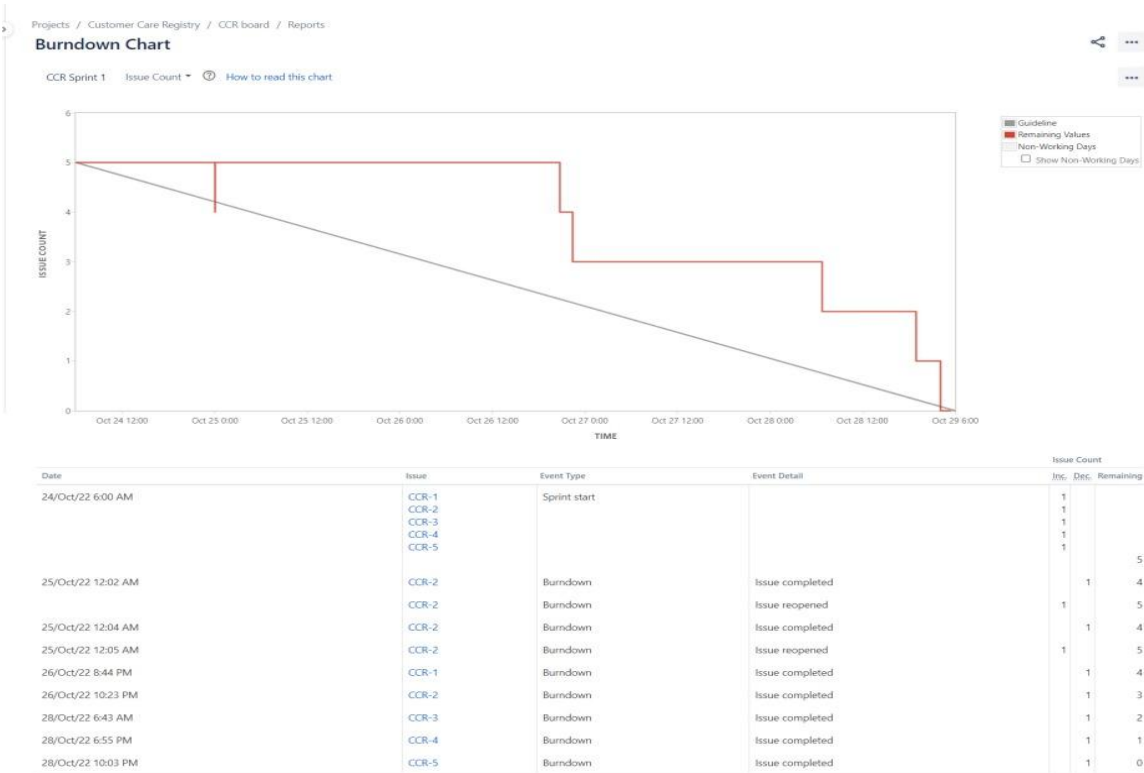 Projects / Customer Care Registry / CCR board / Reports
Burndown Chart
CCR Sprint 1 Issue Count How to read this chart
Guideline
Remaining Values
Non-Working Days
Show Non-Working Days
6
5
4
3
2
1
0
ISSUE COUNT
Oct 24 12:00 Oct 25 0:00 Oct 25 12:00 Oct 26 0:00 Oct 26 12:00 Oct 27 0:00 Oct 27 12:00 Oct 28 0:00 Oct 28 12:00 Oct 29 6:00
TIME
Issue Count
Date Issue Event Type Event Detail Inc. Dec. Remaining
24/Oct/22 6:00 AM CCR-1 Sprint start 1
CCR-2 1
CCR-3 1
CCR-4 1
CCR-5 1
5
25/Oct/22 12:02 AM CCR-2 Burndown Issue completed 1 4
CCR-2 Burndown Issue reopened 1 5
25/Oct/22 12:04 AM CCR-2 Burndown Issue completed 1 4
25/Oct/22 12:05 AM CCR-2 Burndown Issue reopened 1 5
26/Oct/22 8:44 PM CCR-1 Burndown Issue completed 1 4
26/Oct/22 10:23 PM CCR-2 Burndown Issue completed 1 3
28/Oct/22 6:43 AM CCR-3 Burndown Issue completed 1 2
28/Oct/22 6:55 PM CCR-4 Burndown Issue completed 1 1
28/Oct/22 10:03 PM CCR-5 Burndown Issue completed 1 0